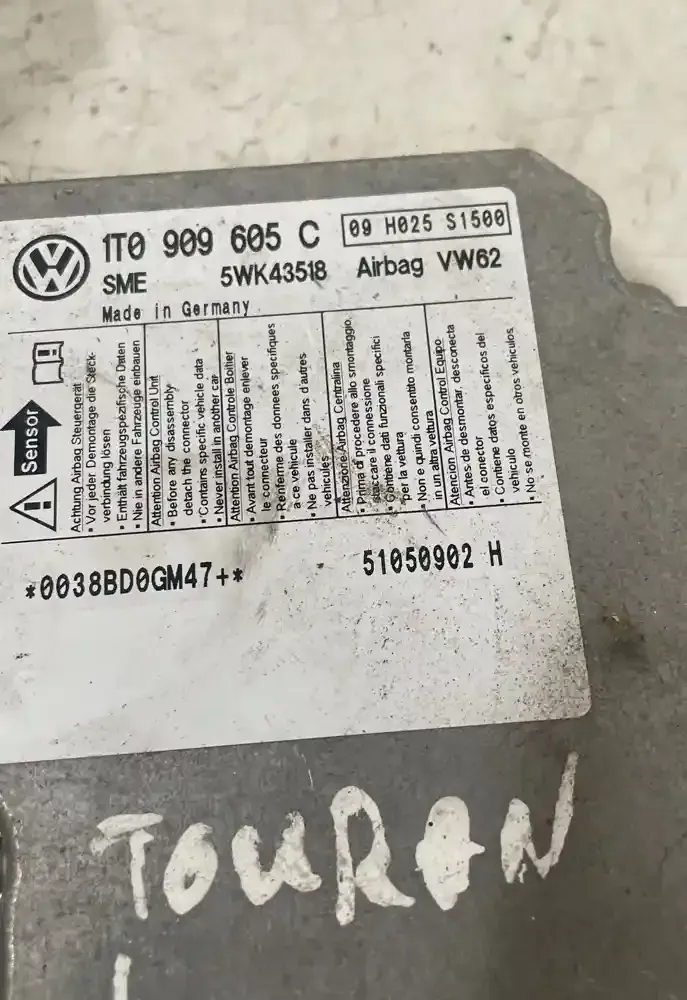 1T0 909 605 C
09 H025 S1500
SME
5WK43518
Airbag VW62
Made in Germany
Sensor
Achtung Airbag Steuergerät
• Vor jeder Demontage die Steck-
verbindung lösen
• Enthält fahrzeugspezifische Daten
• Nie in andere Fahrzeuge einbauen
Attention Airbag Control Unit
• Before any disassembly
detach the connector
• Contains specific vehicle data
• Never install in another car
Attention Airbag Controle Boitier
• Avant tout demontage enlever
le connecteur
• Renferme des donnees specifiques
a ce vehicule
• Ne pas installer dans d'autres
vehicules
Attenzione Airbag Centralina
• Prima di procedere allo smontaggio,
staccare il connessione
• Contiene dati funzionali specifici
per la vettura
• Non e quindi consentito montarla
in un altra vettura
Atencion Airbag Control Equipo
• Antes de desmontar, desconecta
el conector
• Contiene datos especificos del
vehiculo
• No se monte en otros vehiculos
*0038BD0GM47+*
51050902 H
TOURAN